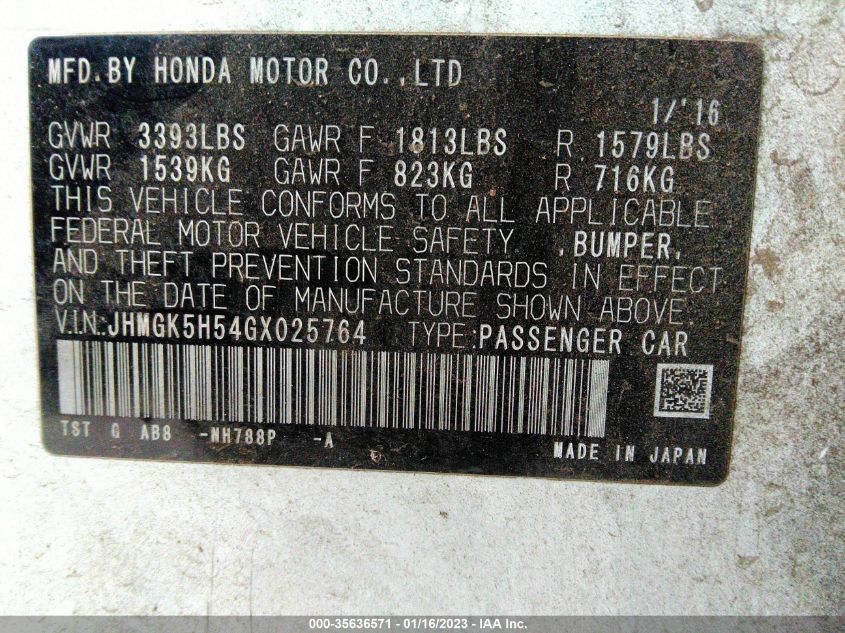 MFD.BY HONDA MOTOR CO.,LTD
1/'16
GVWR 3393LBS GAWR F 1813LBS R 1579LBS
GVWR 1539KG GAWR F 823KG R 716KG
THIS VEHICLE CONFORMS TO ALL APPLICABLE
FEDERAL MOTOR VEHICLE SAFETY ,BUMPER,
AND THEFT PREVENTION STANDARDS IN EFFECT
ON THE DATE OF MANUFACTURE SHOWN ABOVE.
V.I.N:JHMGK5H54GX025764 TYPE:PASSENGER CAR
TST G AB8 -NH788P -A
MADE IN JAPAN
000-35636571 - 01/16/2023 - IAA Inc.